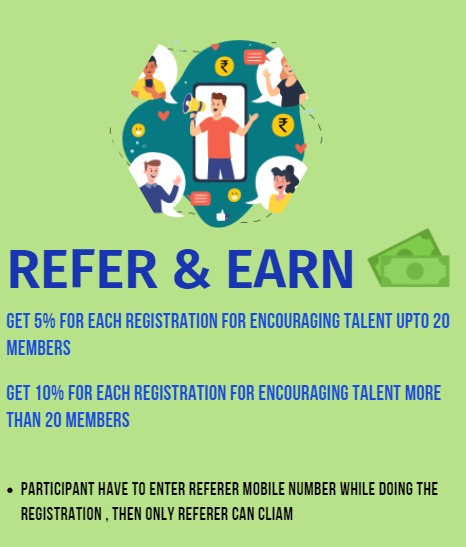 REFER & EARN
GET 5% FOR EACH REGISTRATION FOR ENCOURAGING TALENT UPTO 20
MEMBERS
GET 10% FOR EACH REGISTRATION FOR ENCOURAGING TALENT MORE
THAN 20 MEMBERS
• PARTICIPANT HAVE TO ENTER REFERER MOBILE NUMBER WHILE DOING THE
REGISTRATION , THEN ONLY REFERER CAN CLIAM